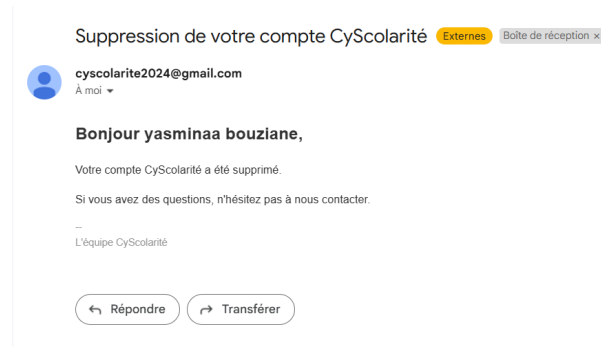 Suppression de votre compte CyScolarité Externes Boîte de réception ×
cyscolarite2024@gmail.com
À moi
Bonjour yasminaa bouziane,
Votre compte CyScolarité a été supprimé.
Si vous avez des questions, n'hésitez pas à nous contacter.
--
L'équipe CyScolarité
Répondre Transférer